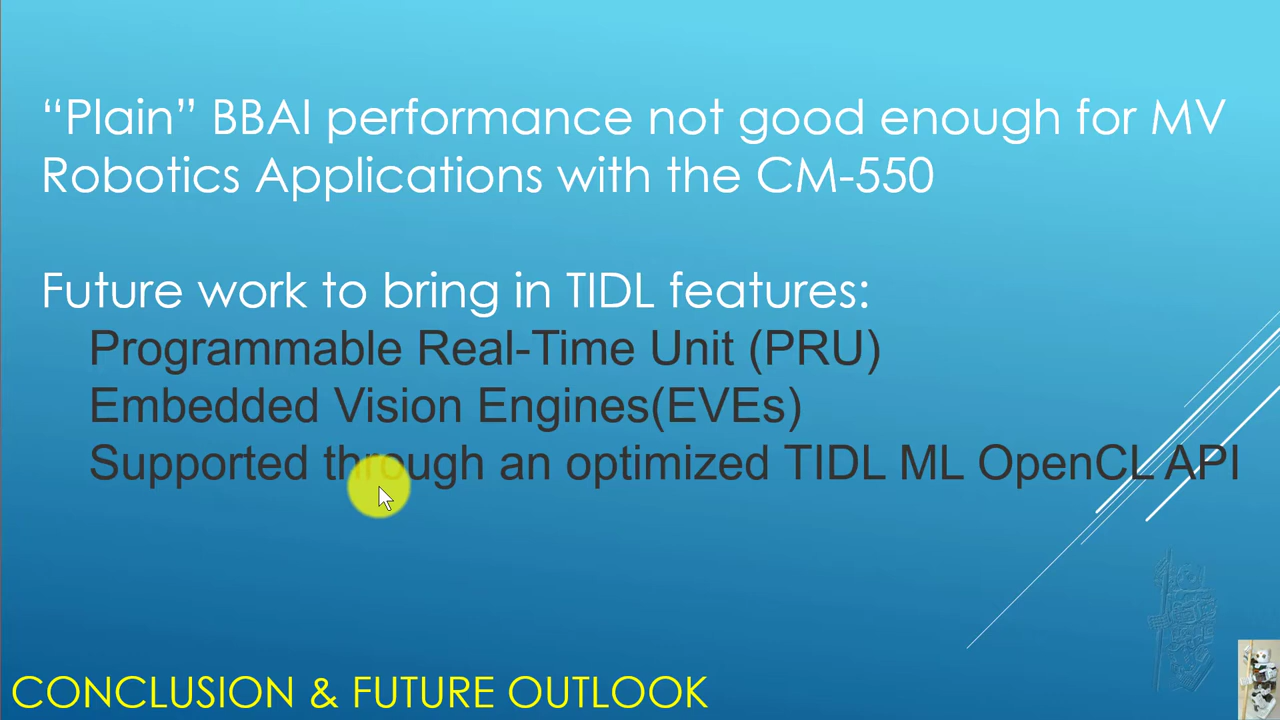 “Plain” BBAI performance not good enough for MV
Robotics Applications with the CM-550
Future work to bring in TIDL features:
Programmable Real-Time Unit (PRU)
Embedded Vision Engines(EVEs)
Supported through an optimized TIDL ML OpenCL API
CONCLUSION & FUTURE OUTLOOK